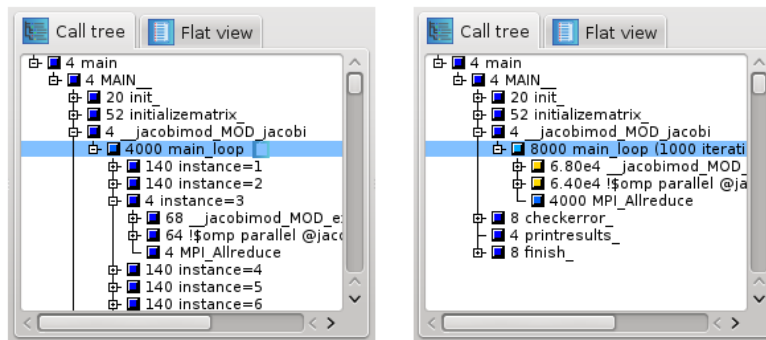 Call tree
Flat view
4 main
4 MAIN__
20 init_
52 initializematrix_
4 __jacobimod_MOD_jacobi
4000 main_loop
140 instance=1
140 instance=2
4 instance=3
68 __jacobimod_MOD_e
64 !$omp parallel @jaco
4 MPI_Allreduce
140 instance=4
140 instance=5
140 instance=6
Call tree
Flat view
4 main
4 MAIN__
20 init_
52 initializematrix_
4 __jacobimod_MOD_jacobi
8000 main_loop (1000 iterati
6.80e4 __jacobimod_MOD_
6.40e4 !$omp parallel @ja
4000 MPI_Allreduce
8 checkerror_
4 printresults_
8 finish_